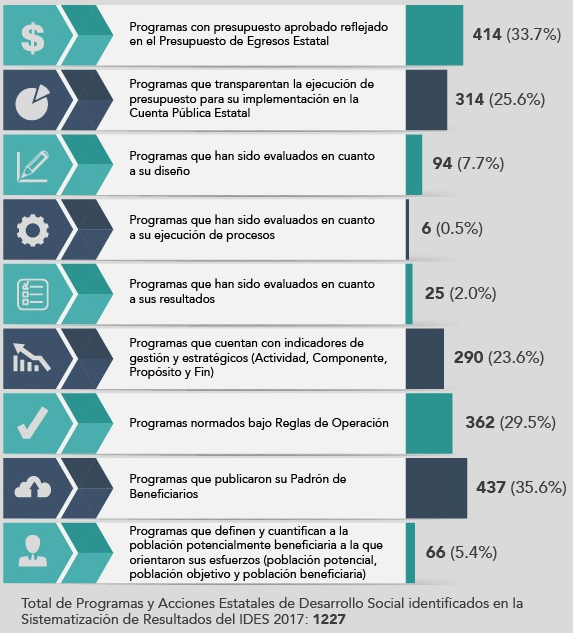 Programas con presupuesto aprobado reflejado
en el Presupuesto de Egresos Estatal
414 (33.7%)
Programas que transparentan la ejecución de
presupuesto para su implementación en la
Cuenta Pública Estatal
314 (25.6%)
Programas que han sido evaluados en cuanto
a su diseño
94 (7.7%)
Programas que han sido evaluados en cuanto
a su ejecución de procesos
6 (0.5%)
Programas que han sido evaluados en cuanto
a sus resultados
25 (2.0%)
Programas que cuentan con indicadores de
gestión y estratégicos (Actividad, Componente,
Propósito y Fin)
290 (23.6%)
Programas normados bajo Reglas de Operación
362 (29.5%)
Programas que publicaron su Padrón de
Beneficiarios
437 (35.6%)
Programas que definen y cuantifican a la
población potencialmente beneficiaria a la que
orientaron sus esfuerzos (población potencial,
población objetivo y población beneficiaria)
66 (5.4%)
Total de Programas y Acciones Estatales de Desarrollo Social identificados en la
Sistematización de Resultados del IDES 2017: 1227